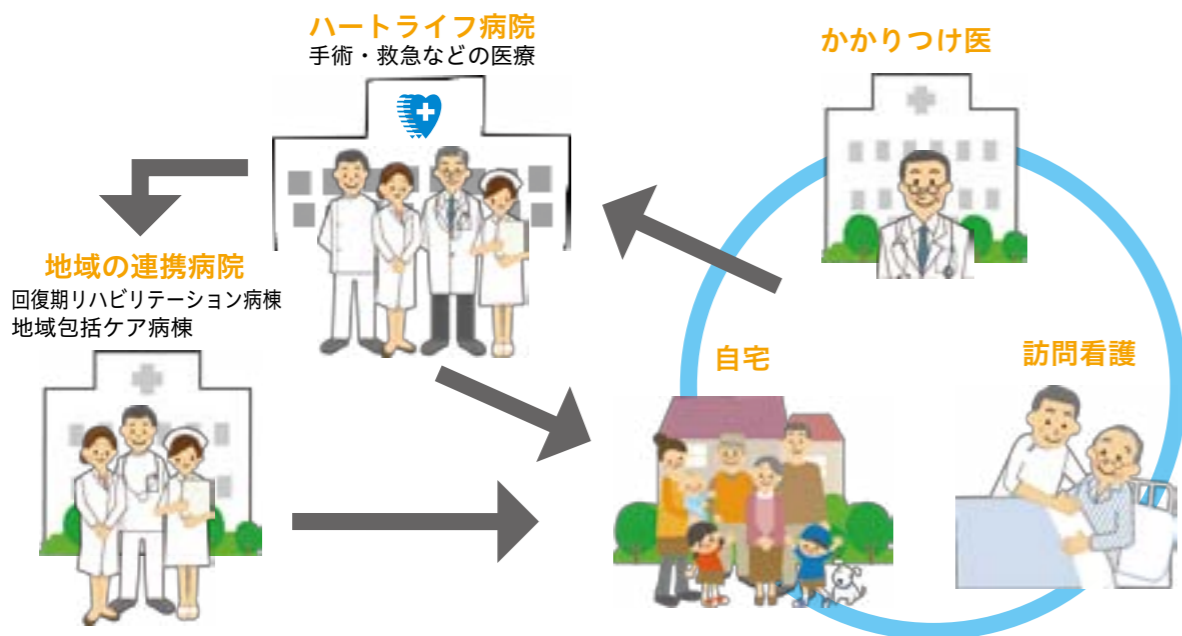 ハートライフ病院
手術・救急などの医療
かかりつけ医
地域の連携病院
回復期リハビリテーション病棟
地域包括ケア病棟
自宅
訪問看護